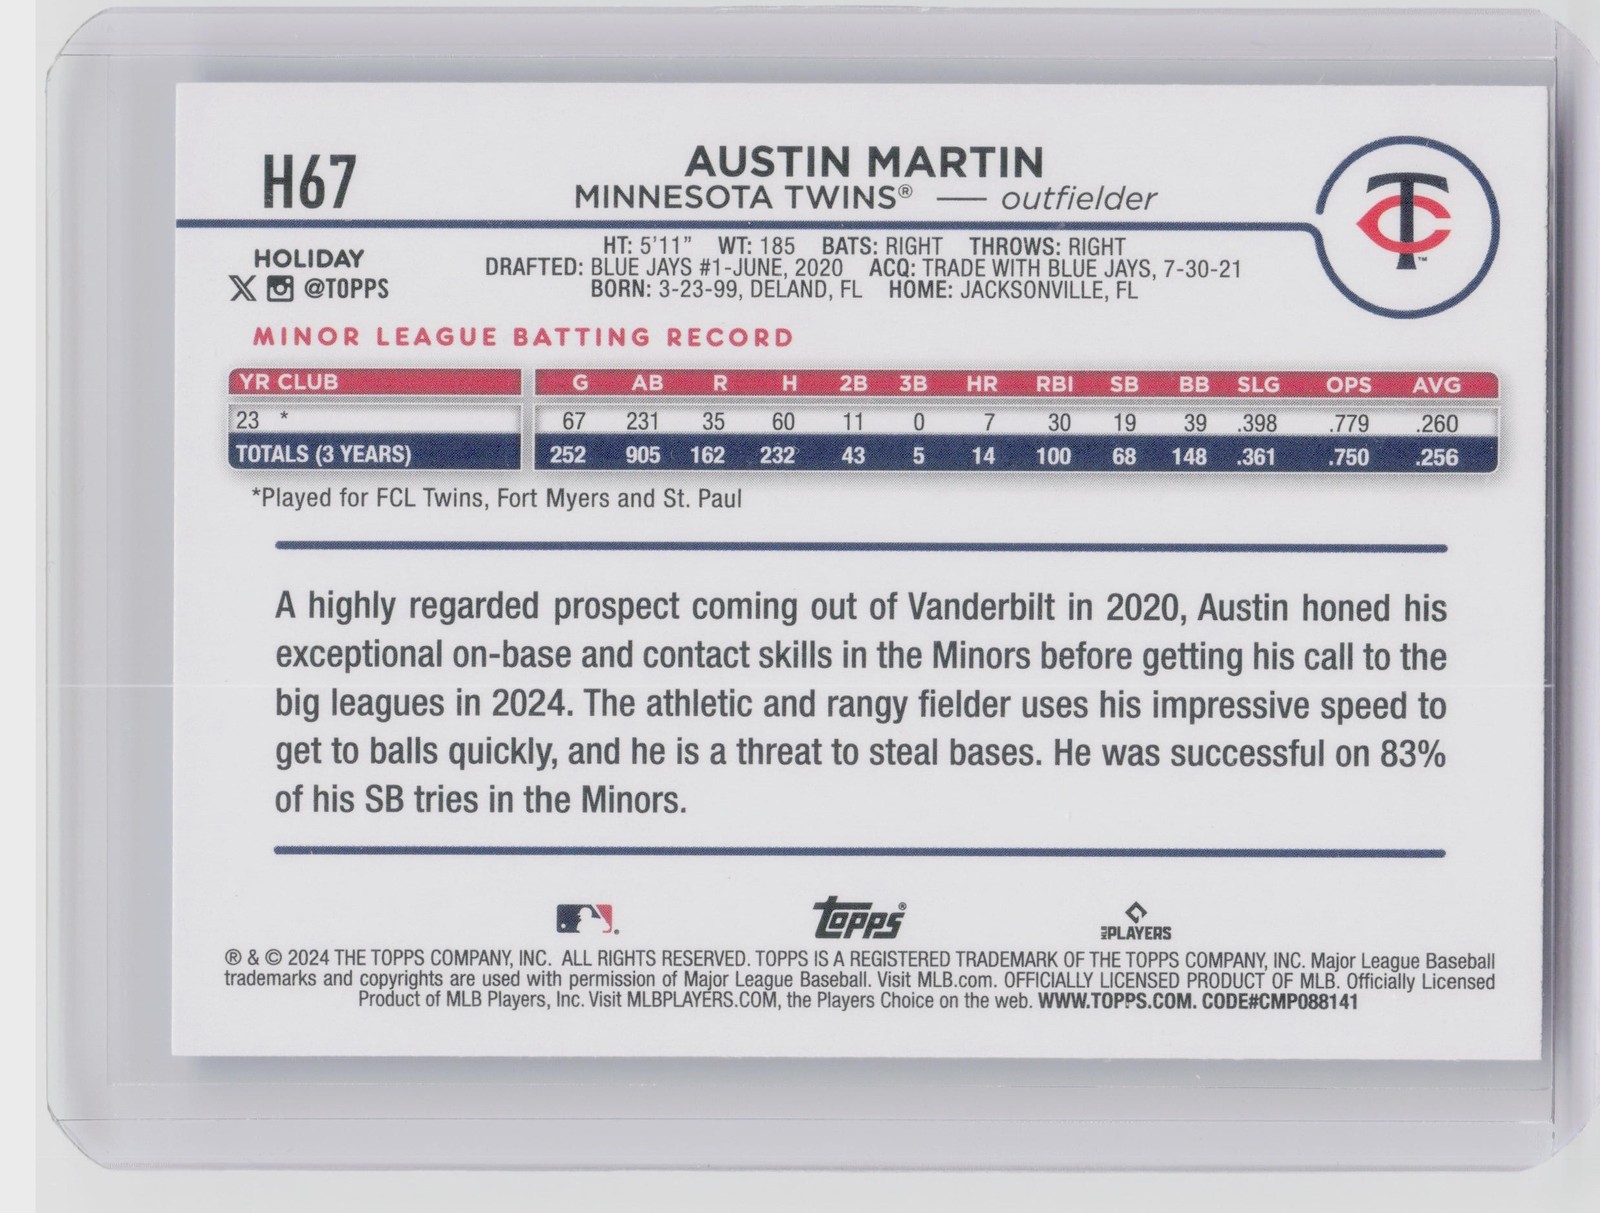 H67
AUSTIN MARTIN
MINNESOTA TWINS® — outfielder
TC™
HOLIDAY
X @TOPPS
HT: 5'11” WT: 185 BATS: RIGHT THROWS: RIGHT
DRAFTED: BLUE JAYS #1-JUNE, 2020 ACQ: TRADE WITH BLUE JAYS, 7-30-21
BORN: 3-23-99, DELAND, FL HOME: JACKSONVILLE, FL
MINOR LEAGUE BATTING RECORD
YR CLUB G AB R H 2B 3B HR RBI SB BB SLG OPS AVG
23 * 67 231 35 60 11 0 7 30 19 39 .398 .779 .260
TOTALS (3 YEARS) 252 905 162 232 43 5 14 100 68 148 .361 .750 .256
*Played for FCL Twins, Fort Myers and St. Paul
A highly regarded prospect coming out of Vanderbilt in 2020, Austin honed his
exceptional on-base and contact skills in the Minors before getting his call to the
big leagues in 2024. The athletic and rangy fielder uses his impressive speed to
get to balls quickly, and he is a threat to steal bases. He was successful on 83%
of his SB tries in the Minors.
Topps®
MLB PLAYERS
® & © 2024 THE TOPPS COMPANY, INC. ALL RIGHTS RESERVED. TOPPS IS A REGISTERED TRADEMARK OF THE TOPPS COMPANY, INC. Major League Baseball
trademarks and copyrights are used with permission of Major League Baseball. Visit MLB.com. OFFICIALLY LICENSED PRODUCT OF MLB. Officially Licensed
Product of MLB Players, Inc. Visit MLBPLAYERS.COM, the Players Choice on the web. WWW.TOPPS.COM. CODE#CMP088141